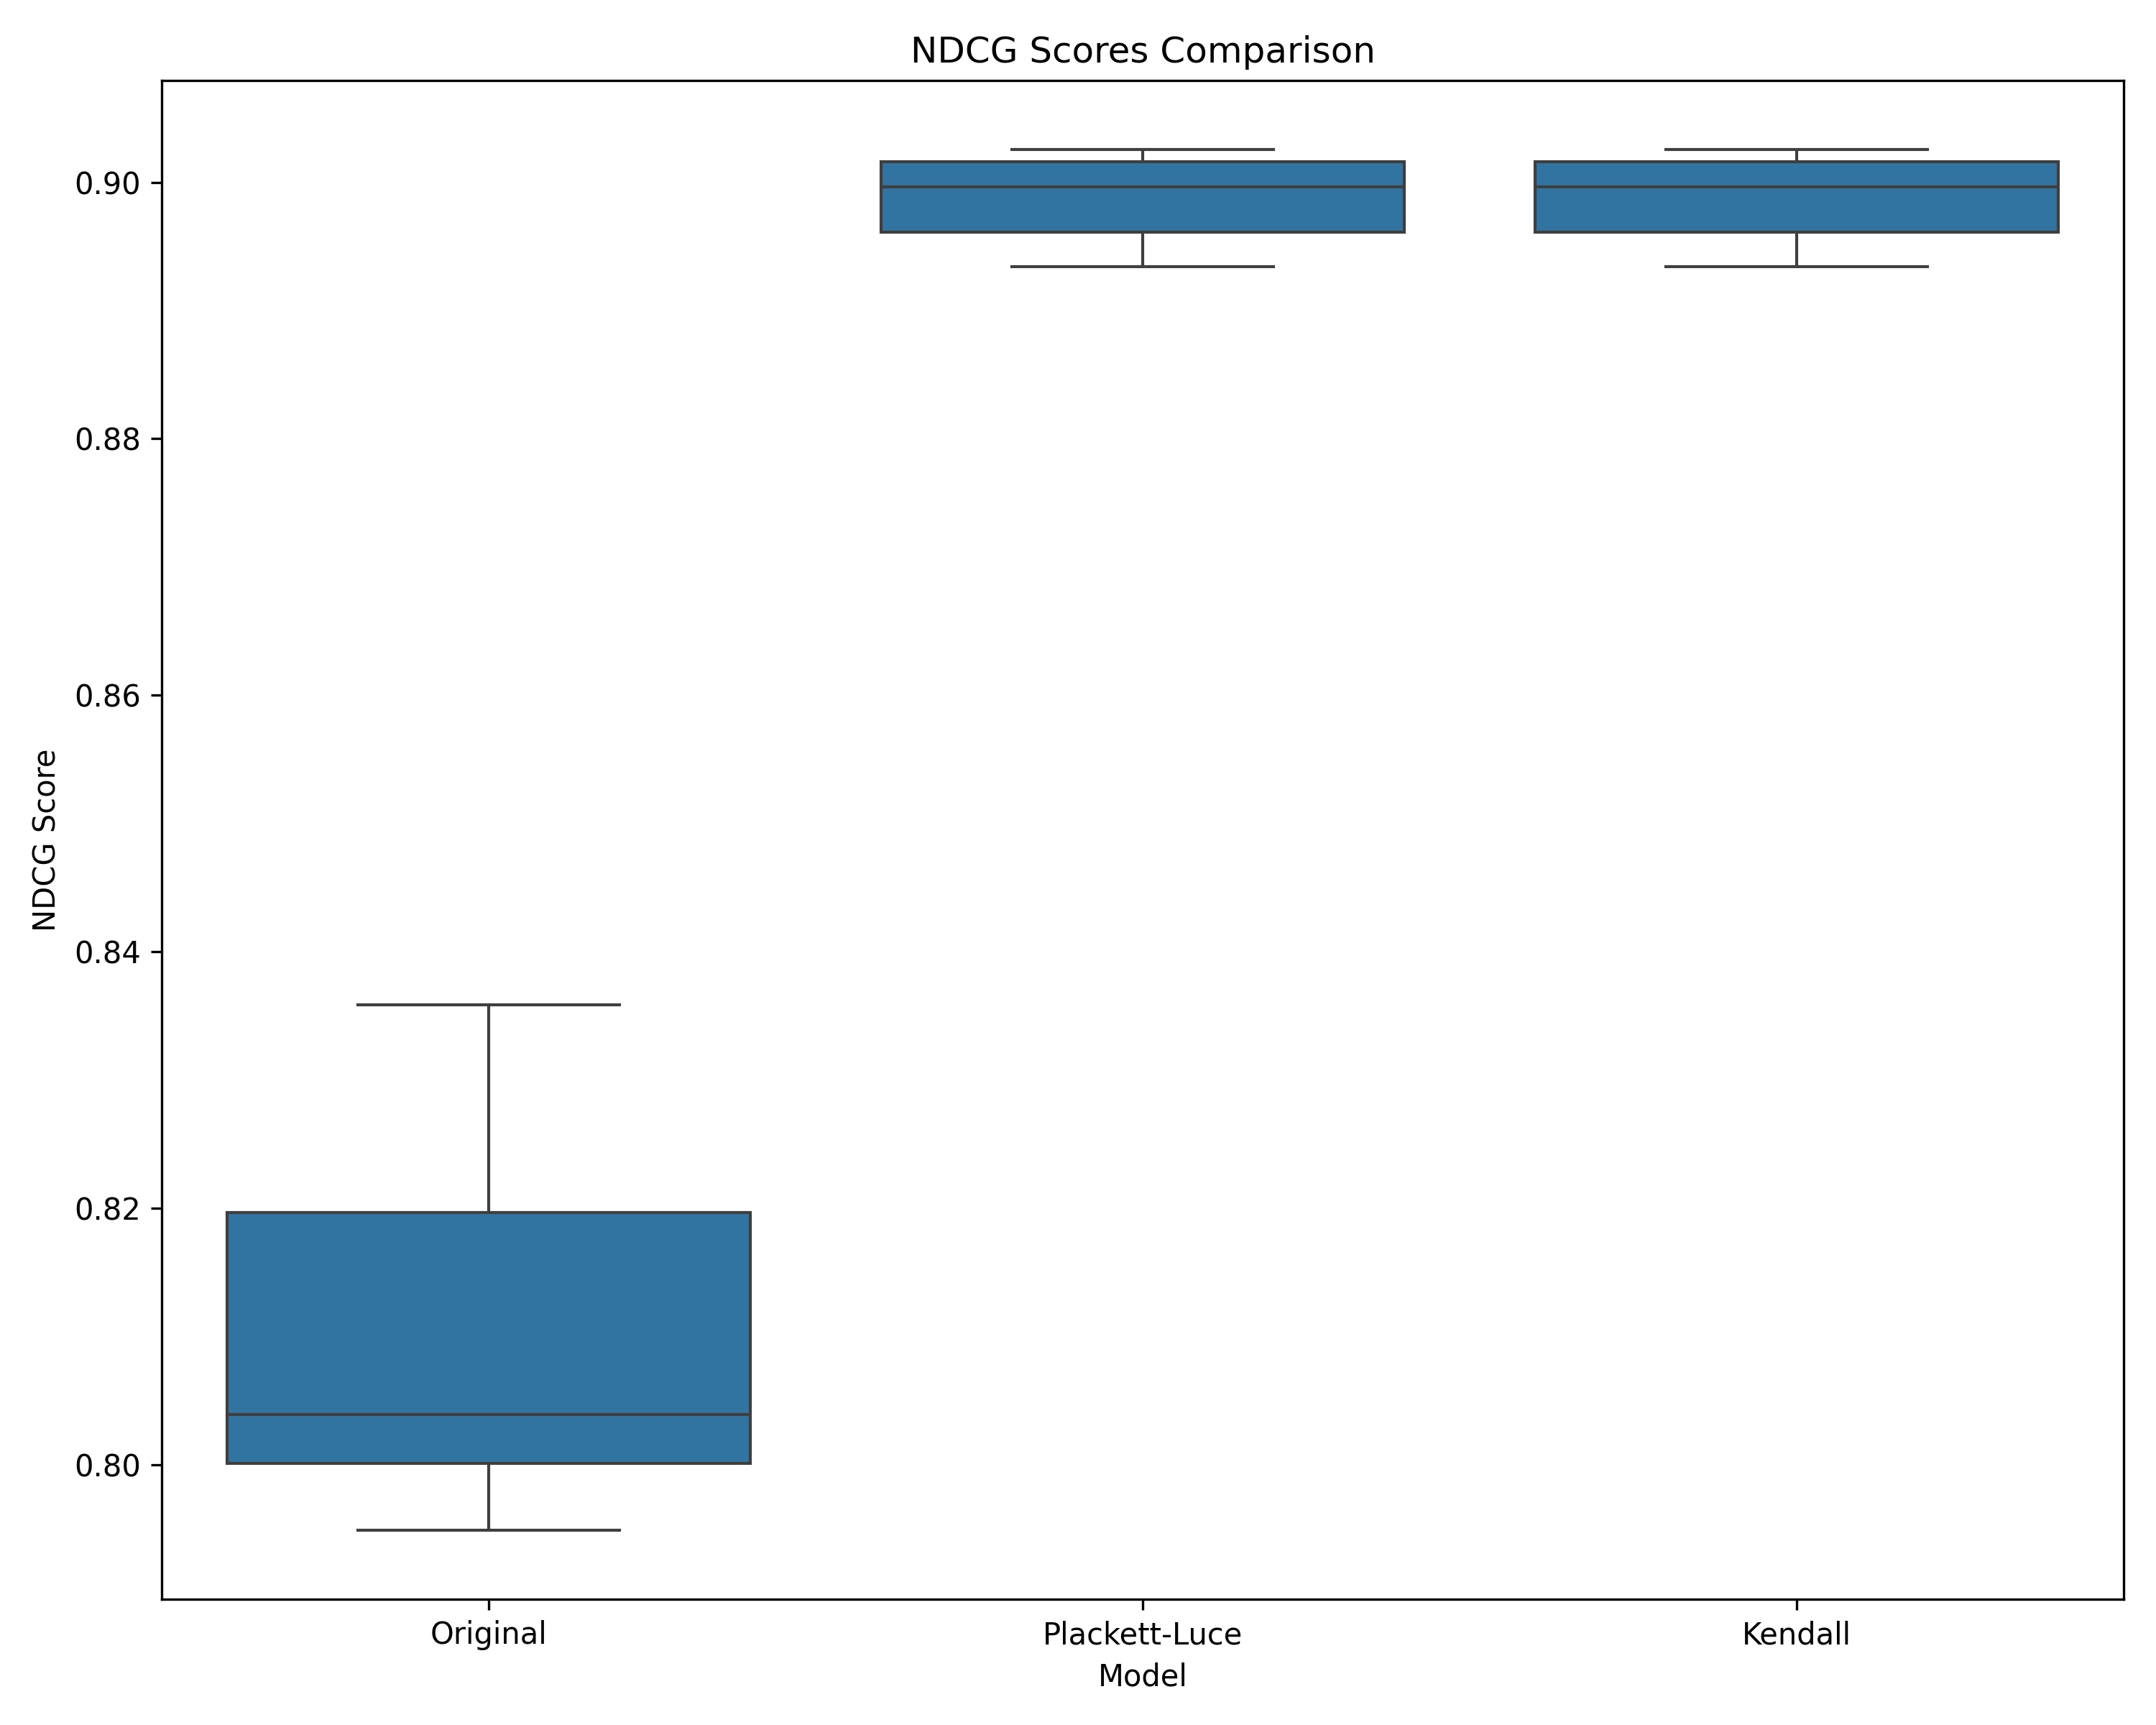 NDCG Scores Comparison
NDCG Score
0.90
0.88
0.86
0.84
0.82
0.80
Original
Plackett-Luce
Kendall
Model